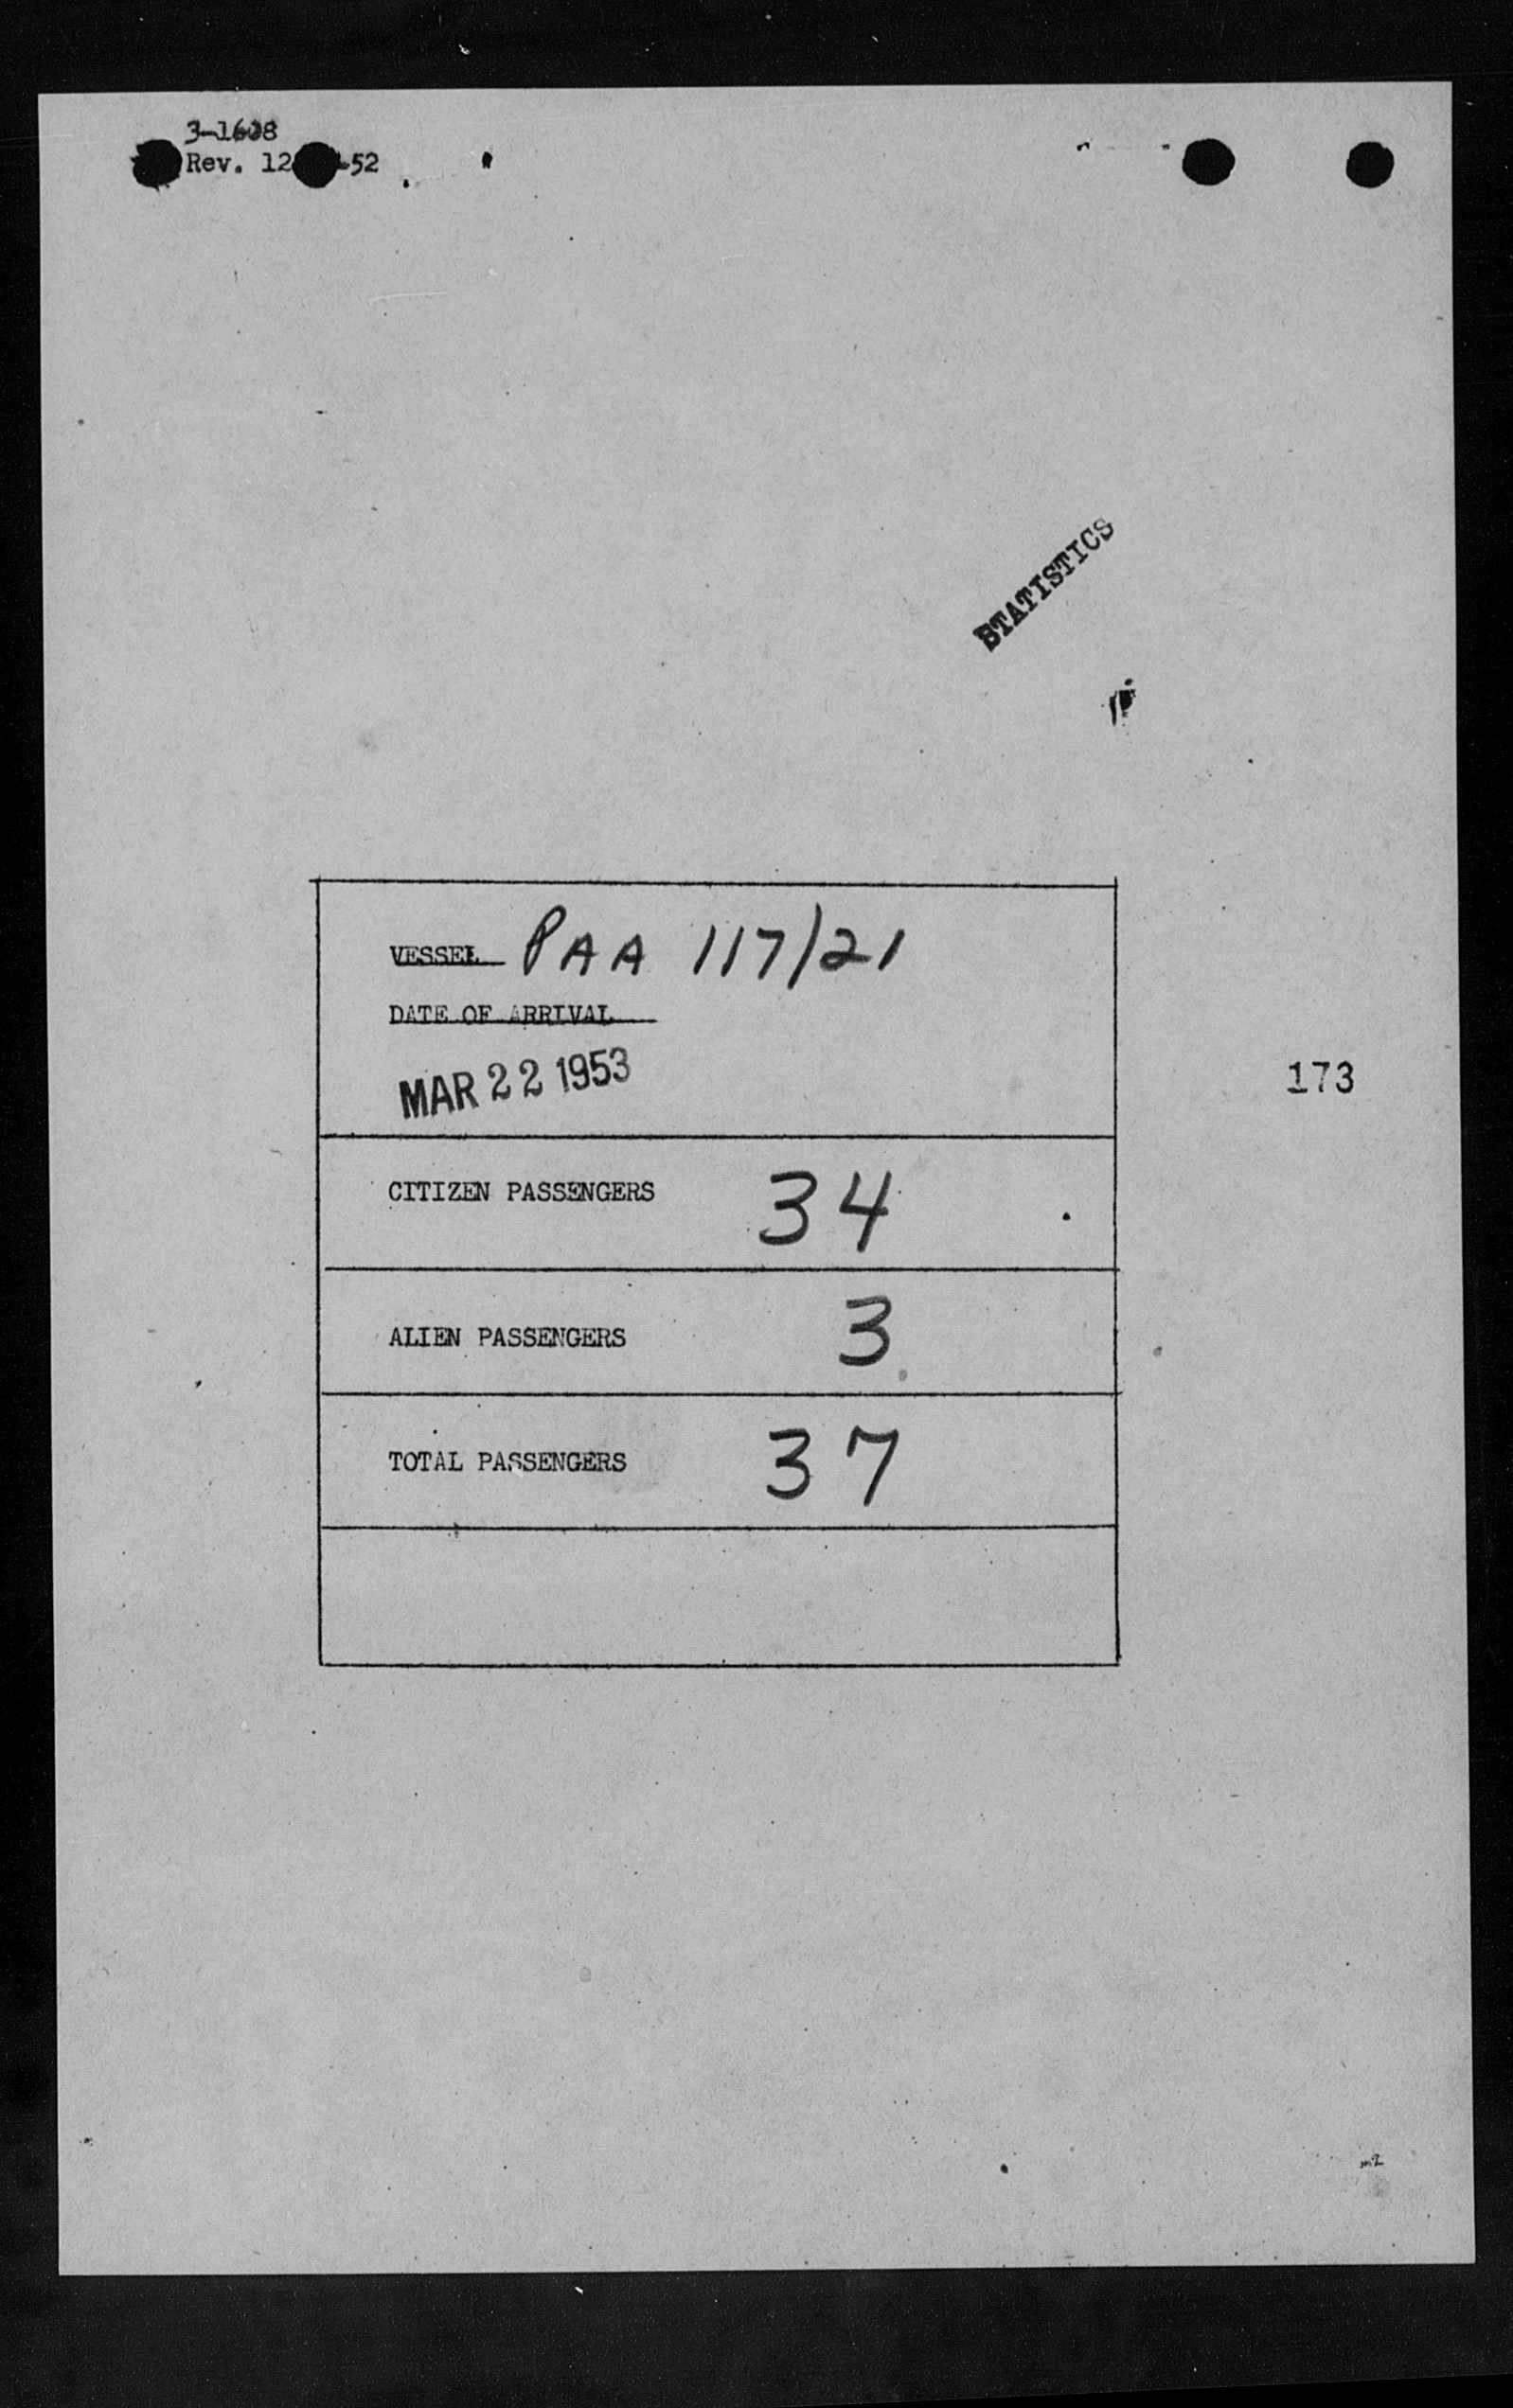 3-1608
Rev. 12 -52
STATISTICS
VESSEL PAA 117/21
DATE OF ARRIVAL
MAR 22 1953
173
CITIZEN PASSENGERS 34
ALIEN PASSENGERS 3
TOTAL PASSENGERS 37